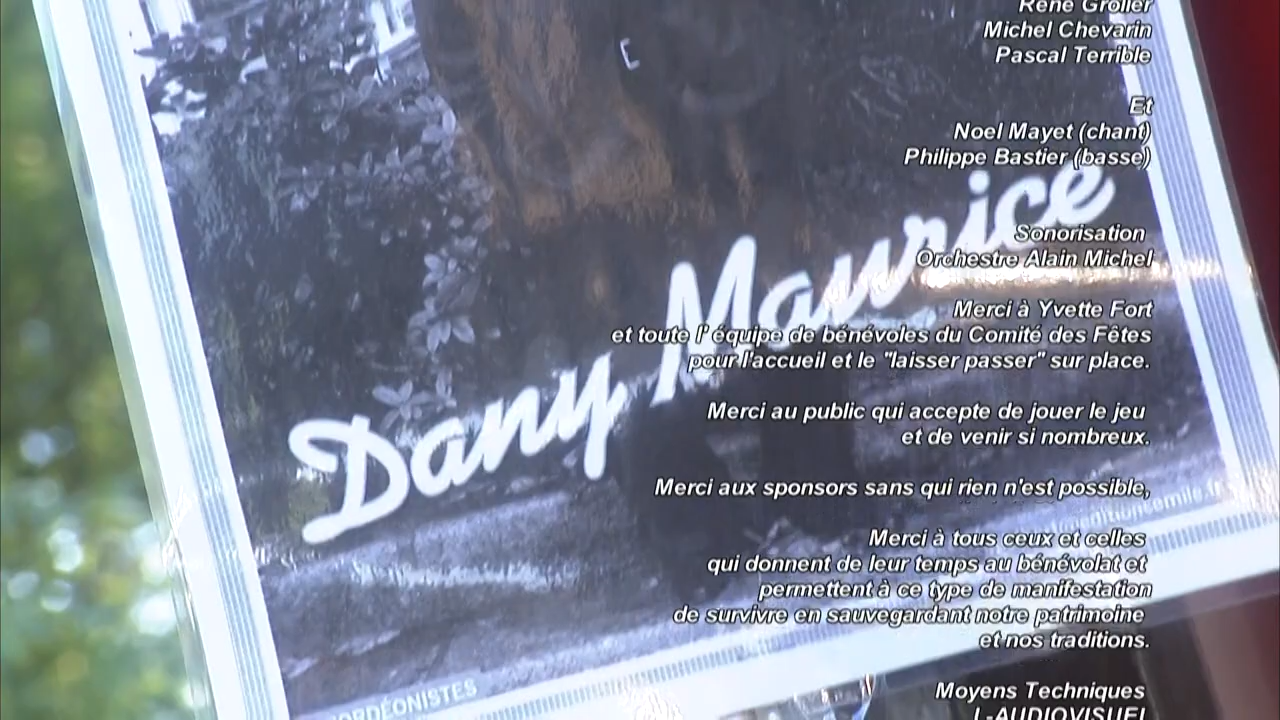 René Groller
Michel Chevarin
Pascal Terrible
Et
Noel Mayet (chant)
Philippe Bastier (basse)
Sonorisation
Orchestre Alain Michel
Merci à Yvette Fort
et toute l' équipe de bénévoles du Comité des Fêtes
pour l'accueil et le "laisser passer" sur place.
Merci au public qui accepte de jouer le jeu
et de venir si nombreux.
Merci aux sponsors sans qui rien n'est possible,
Merci à tous ceux et celles
qui donnent de leur temps au bénévolat et
permettent à ce type de manifestation
de survivre en sauvegardant notre patrimoine
et nos traditions.
Moyens Techniques
L-AUDIOVISUEL
Dany Maurice